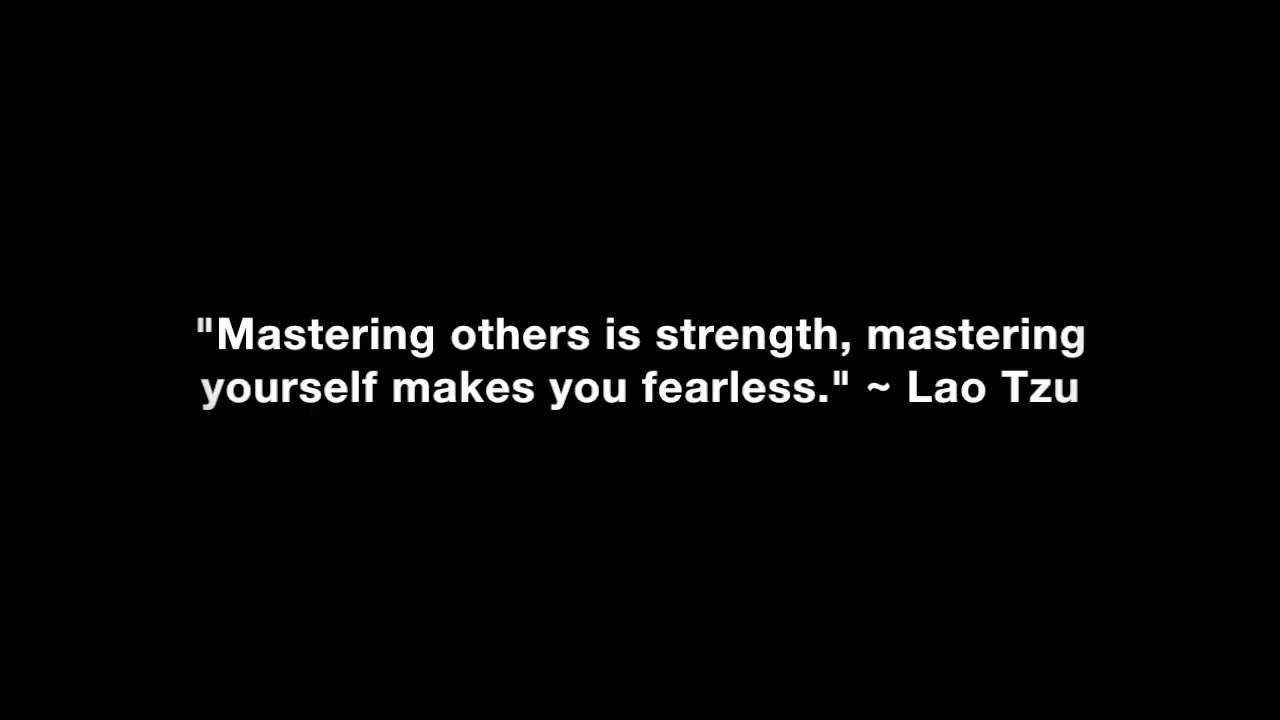 "Mastering others is strength, mastering
yourself makes you fearless." ~ Lao Tzu